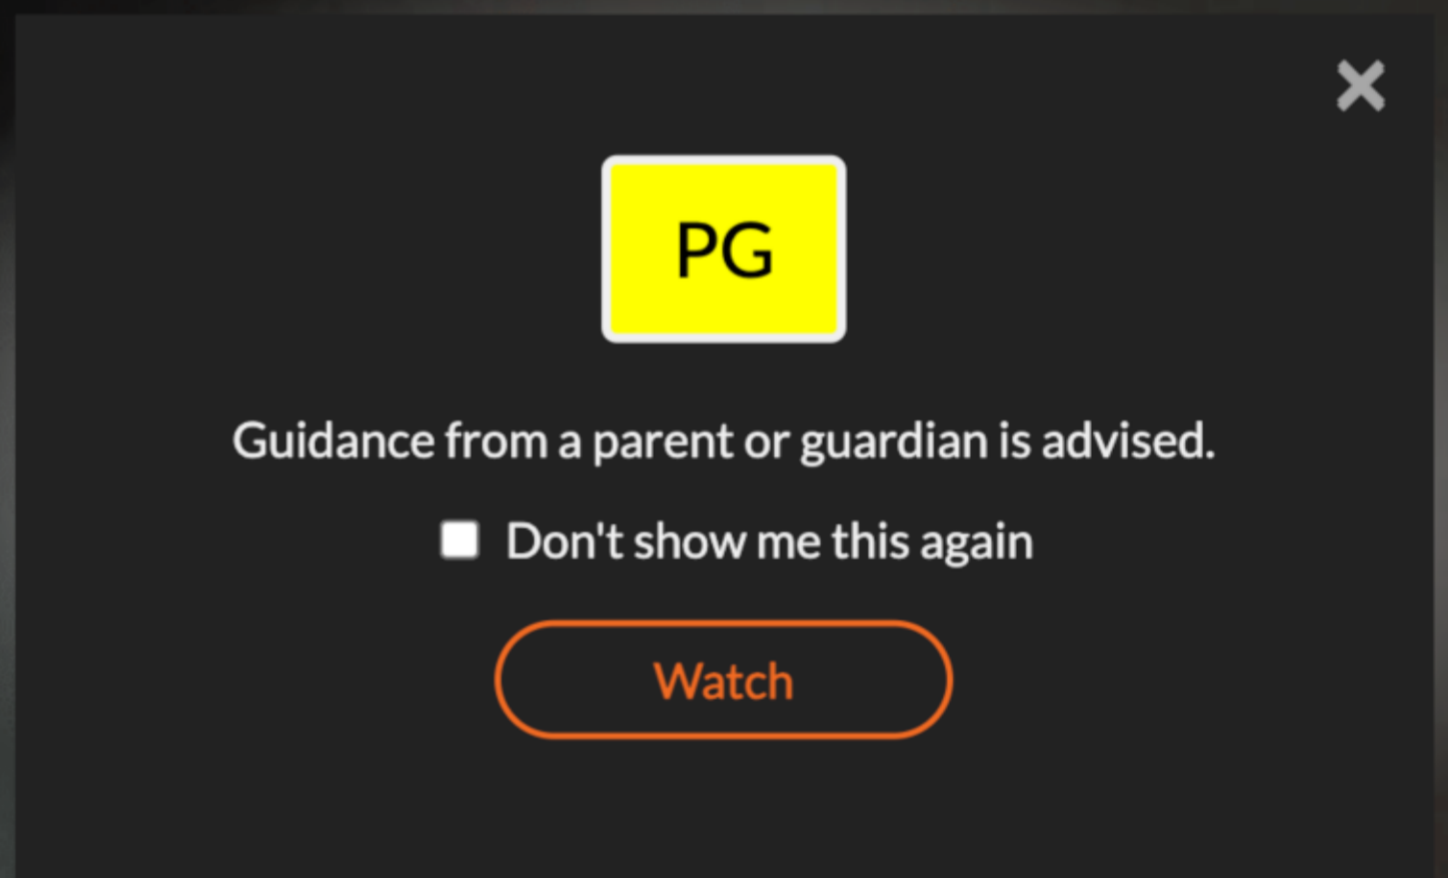 PG
Guidance from a parent or guardian is advised.
Don't show me this again
Watch